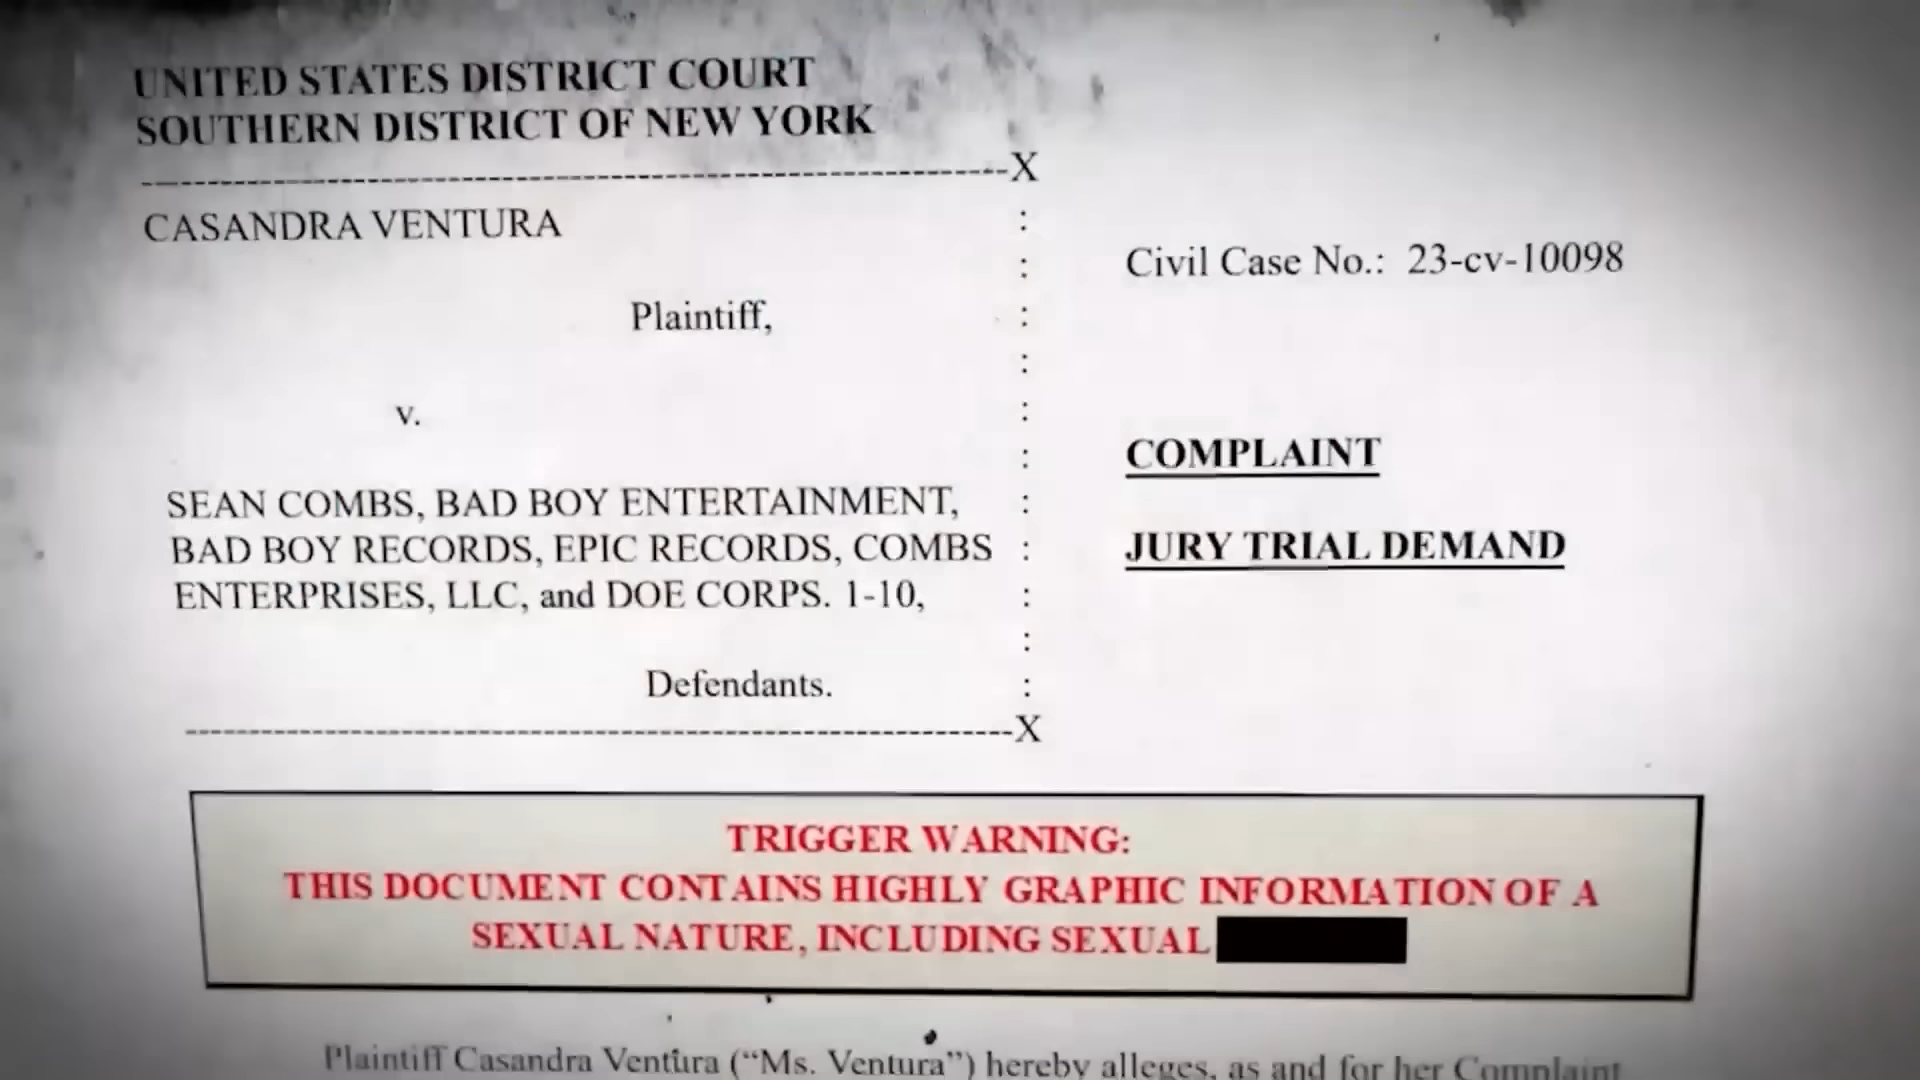 UNITED STATES DISTRICT COURT
SOUTHERN DISTRICT OF NEW YORK
------------------------------------------------------------------X
CASANDRA VENTURA
Civil Case No.: 23-cv-10098
Plaintiff,
v.
COMPLAINT
SEAN COMBS, BAD BOY ENTERTAINMENT,
BAD BOY RECORDS, EPIC RECORDS, COMBS
JURY TRIAL DEMAND
ENTERPRISES, LLC, and DOE CORPS. 1-10,
Defendants.
------------------------------------------------------------------X
TRIGGER WARNING:
THIS DOCUMENT CONTAINS HIGHLY GRAPHIC INFORMATION OF A
SEXUAL NATURE, INCLUDING SEXUAL
Plaintiff Casandra Ventura (“Ms. Ventura”) hereby alleges, as and for her Complaint